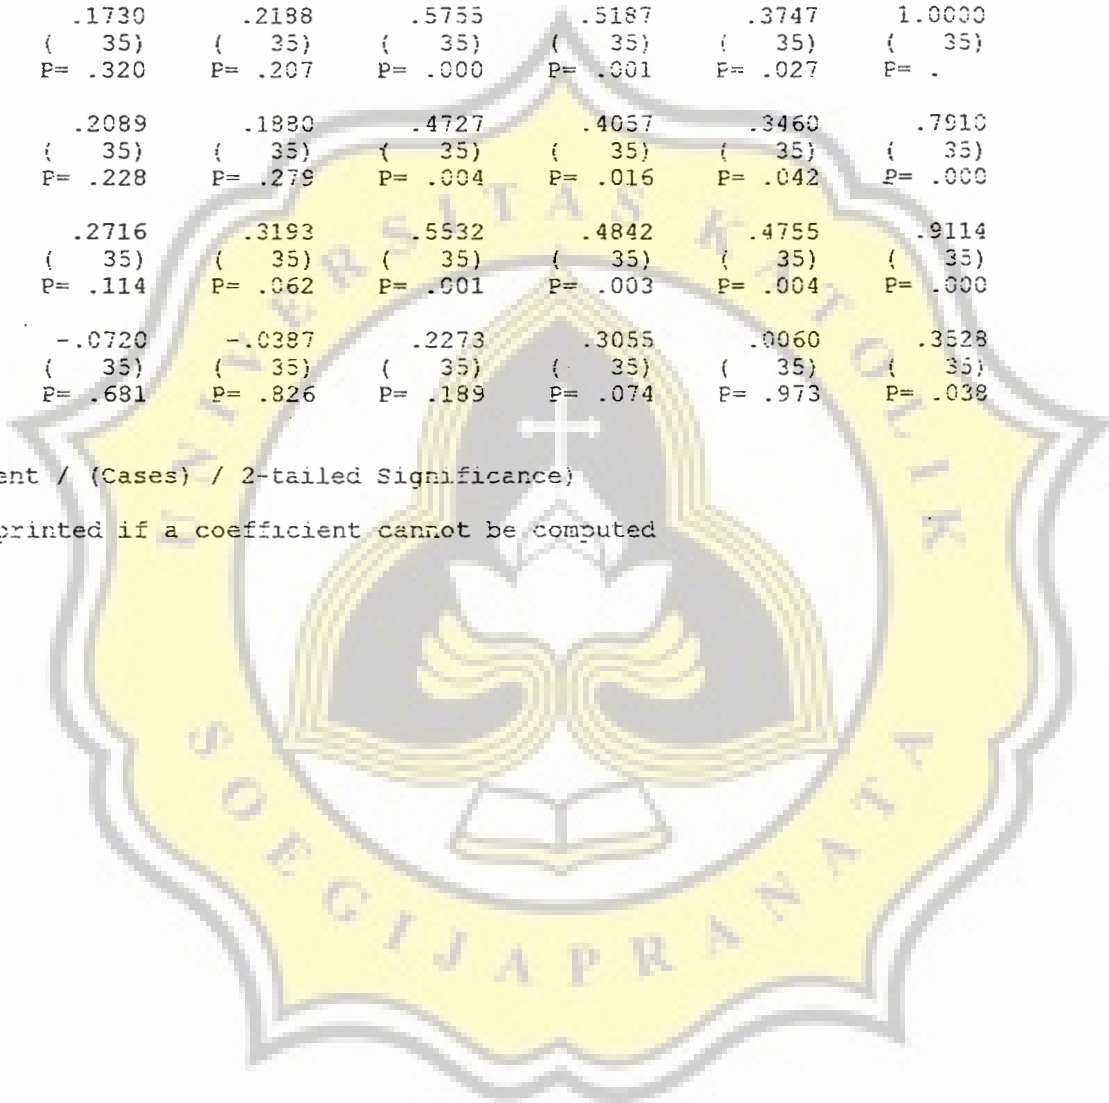 .1730 .2188 .5755 .5187 .3747 1.0000
( 35) ( 35) ( 35) ( 35) ( 35) ( 35)
P= .320 P= .207 P= .000 P= .001 P= .027 P= .
.2089 .1880 .4727 .4057 .3460 .7910
( 35) ( 35) ( 35) ( 35) ( 35) ( 35)
P= .228 P= .279 P= .004 P= .016 P= .042 P= .000
.2716 .3193 .5532 .4842 .4755 .9114
( 35) ( 35) ( 35) ( 35) ( 35) ( 35)
P= .114 P= .062 P= .001 P= .003 P= .004 P= .000
-.0720 -.0387 .2273 .3055 .0060 .3528
( 35) ( 35) ( 35) ( 35) ( 35) ( 35)
P= .681 P= .826 P= .189 P= .074 P= .973 P= .038
ent / (Cases) / 2-tailed Significance)
printed if a coefficient cannot be computed
UNIVERSITAS KATOLIK
SOEGIJAPRANATA